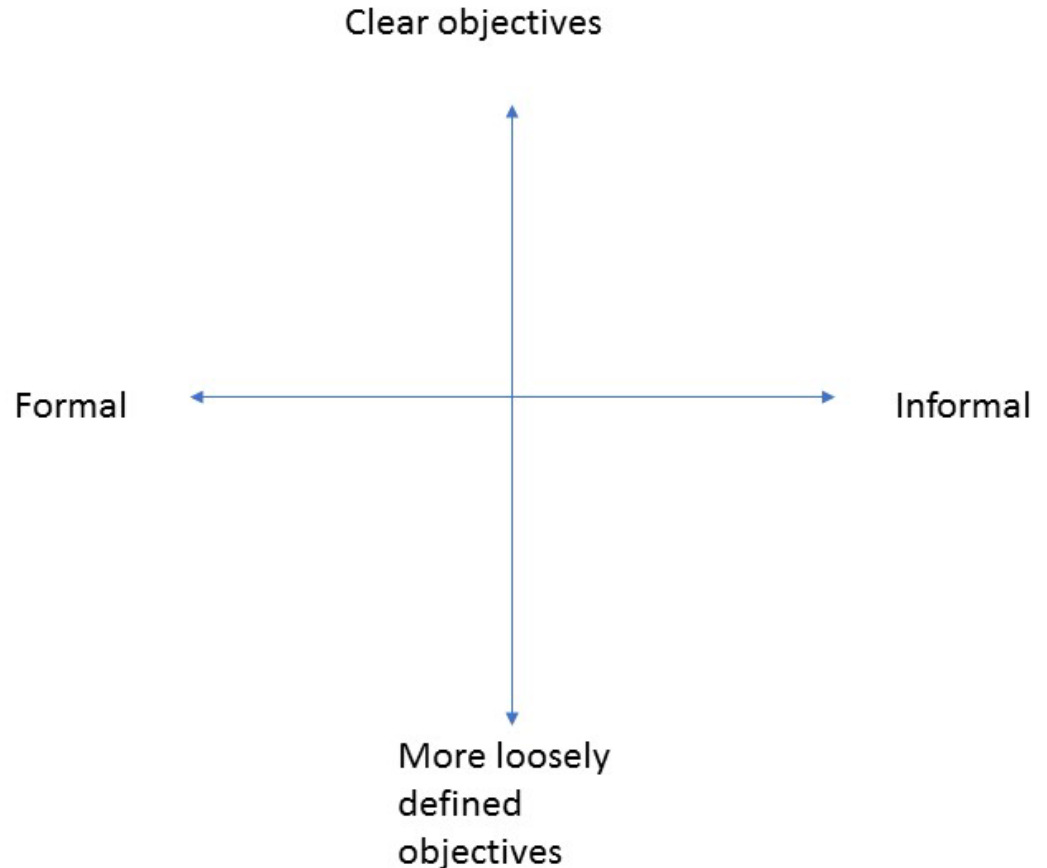 Clear objectives
Formal
Informal
More loosely
defined
objectives